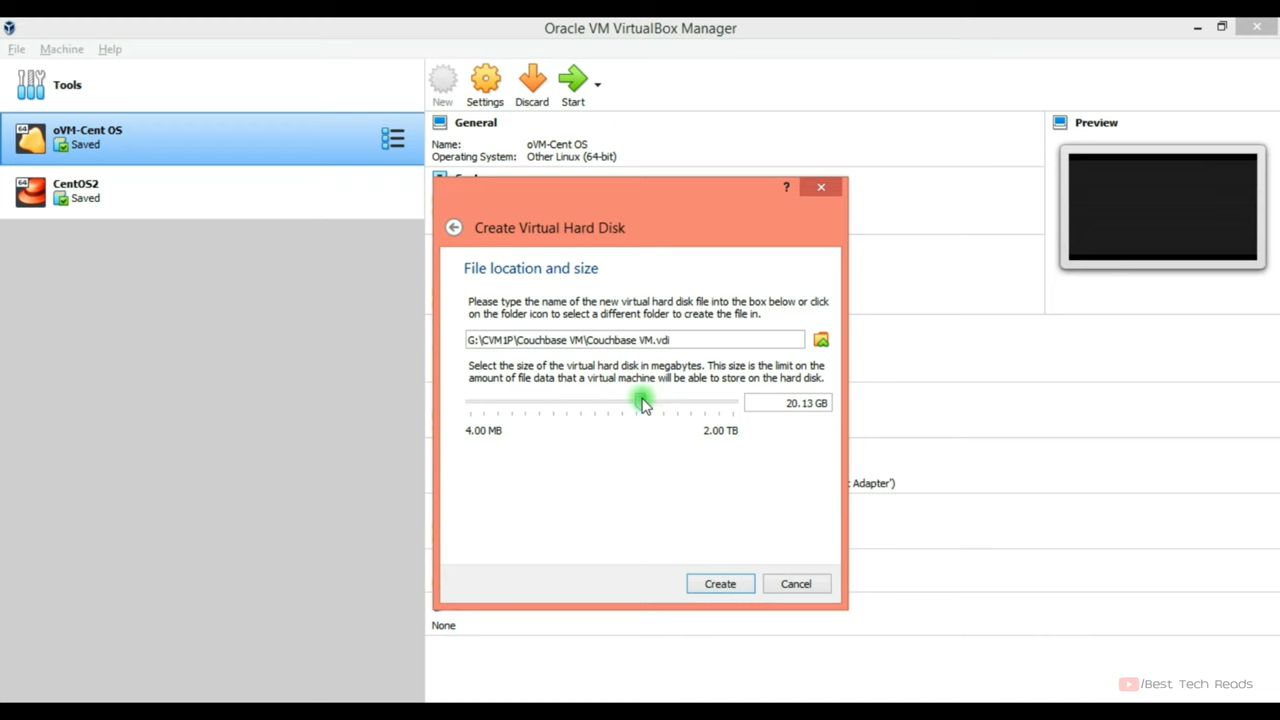 Oracle VM VirtualBox Manager
File Machine Help
Tools
New Settings Discard Start
64 oVM-Cent OS
Saved
64 CentOS2
Saved
General
Name: oVM-Cent OS
Operating System: Other Linux (64-bit)
Preview
?
Create Virtual Hard Disk
File location and size
Please type the name of the new virtual hard disk file into the box below or click
on the folder icon to select a different folder to create the file in.
G:\CVM1P\Couchbase VM\Couchbase VM.vdi
Select the size of the virtual hard disk in megabytes. This size is the limit on the
amount of file data that a virtual machine will be able to store on the hard disk.
20.13 GB
4.00 MB 2.00 TB
Adapter')
Create Cancel
None
/Best Tech Reads